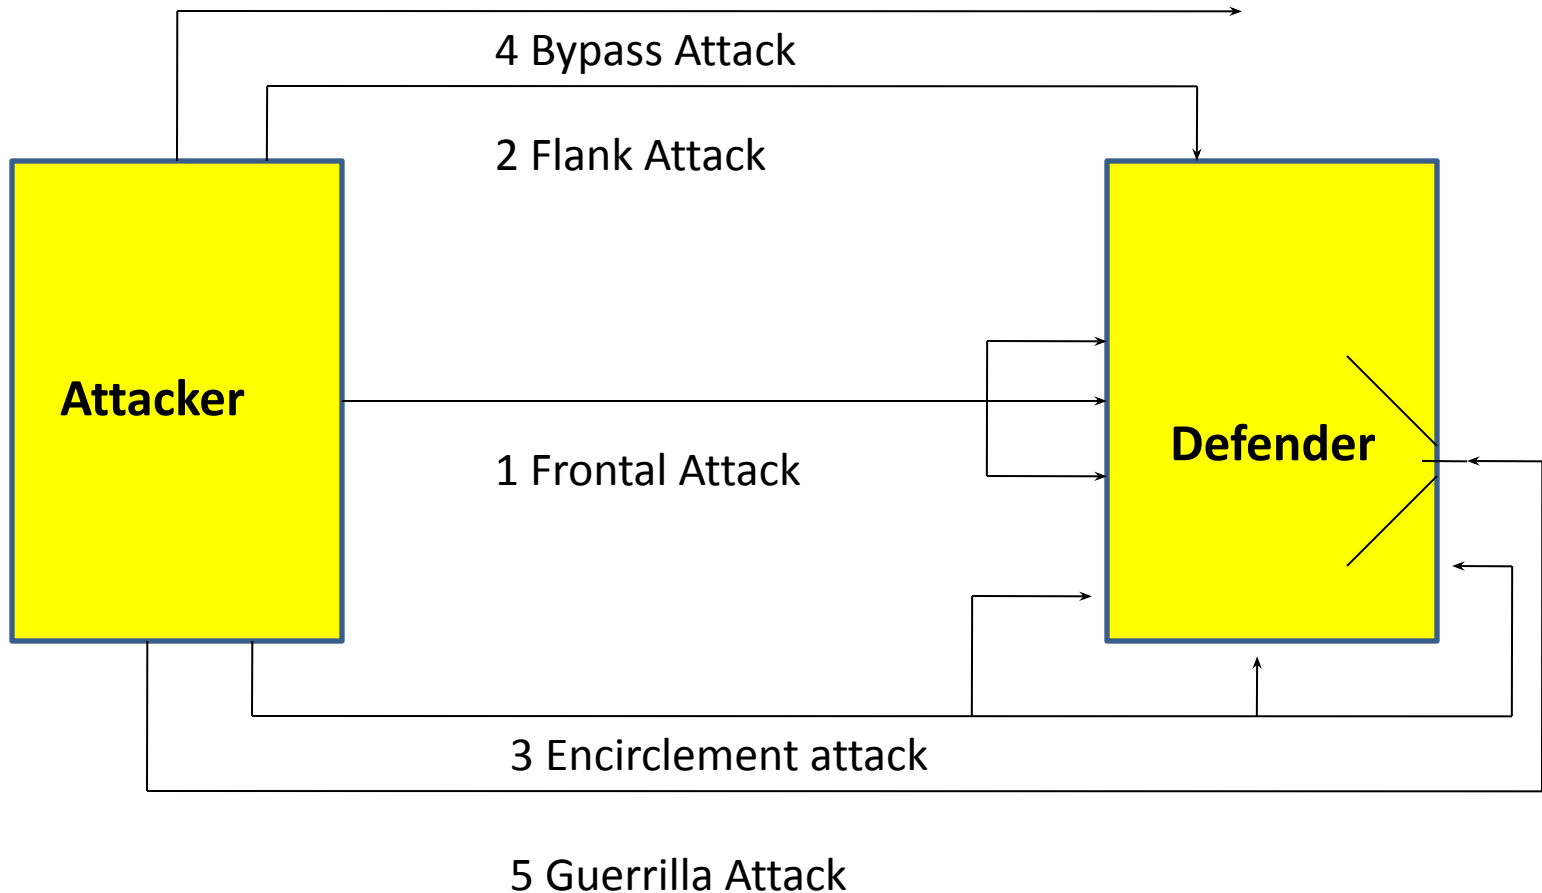 4 Bypass Attack
2 Flank Attack
Attacker
Defender
1 Frontal Attack
3 Encirclement attack
5 Guerrilla Attack